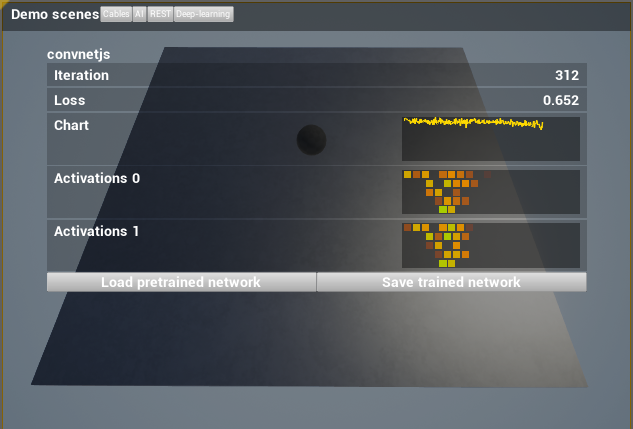 Demo scenes Cables AI REST Deep-learning
convnetjs
Iteration 312
Loss 0.652
Chart
Activations 0
Activations 1
Load pretrained network Save trained network